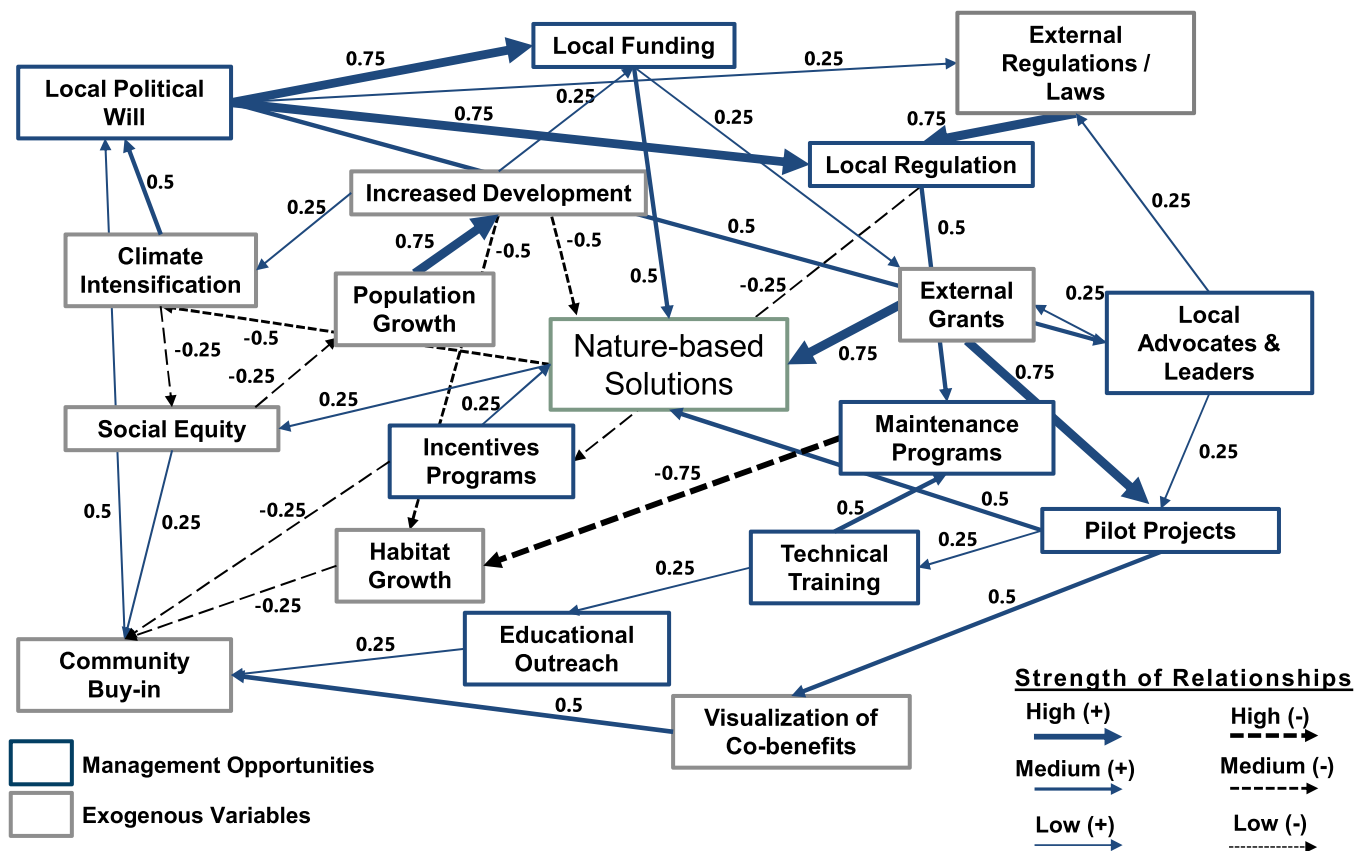 Local Funding
External
Regulations /
Laws
Local Political
Will
0.75
0.25
0.25
0.75
0.25
0.75
Local Regulation
Increased Development
0.5
0.25
0.25
0.75
-0.5
-0.5
0.5
0.5
Climate
Intensification
Population
Growth
0.5
-0.25
External
Grants
0.25
Local
Advocates &
Leaders
-0.5
-0.25
-0.25
Nature-based
Solutions
0.75
0.75
0.25
0.25
Social Equity
Incentives
Programs
Maintenance
Programs
0.25
-0.75
0.5
0.25
-0.25
0.5
0.5
Pilot Projects
Habitat
Growth
Technical
Training
0.25
0.25
-0.25
0.5
Educational
Outreach
0.25
Community
Buy-in
0.5
Visualization of
Co-benefits
Management Opportunities
Exogenous Variables
Strength of Relationships
High (+)
High (-)
Medium (+)
Medium (-)
Low (+)
Low (-)